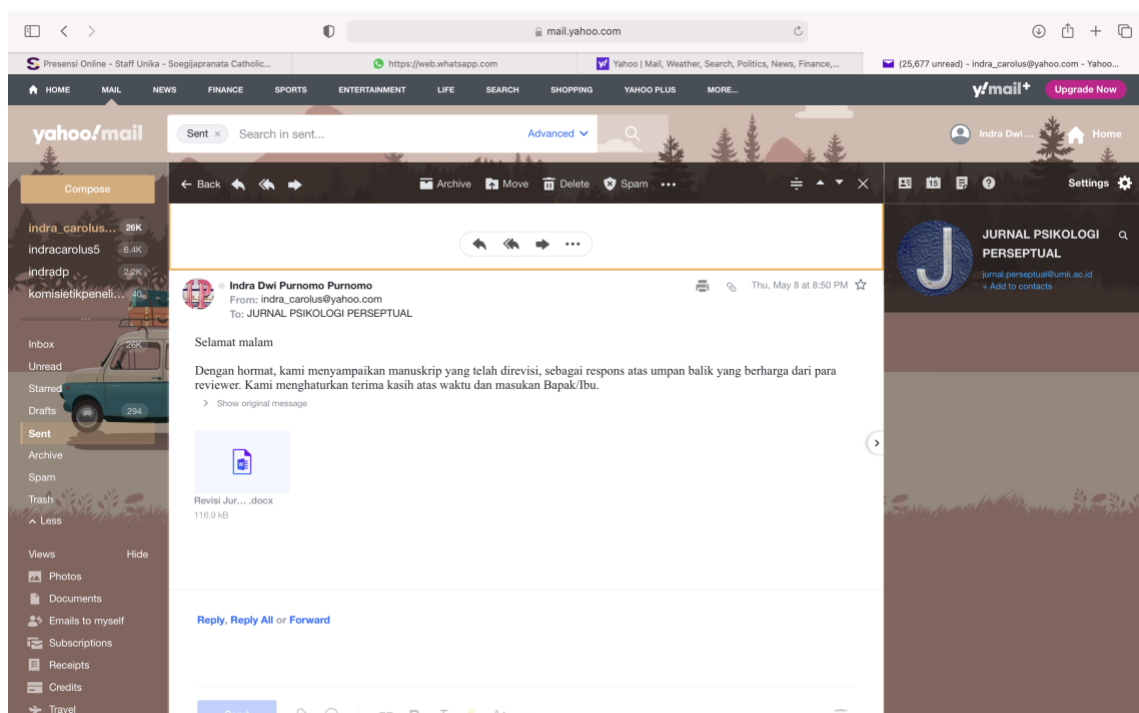 mail.yahoo.com
Presensi Online - Staff Unika - Soegijapranata Catholic...
https://web.whatsapp.com
Yahoo | Mail, Weather, Search, Politics, News, Finance,...
(25,677 unread) - indra_carolus@yahoo.com - Yahoo...
HOME MAIL NEWS FINANCE SPORTS ENTERTAINMENT LIFE SEARCH SHOPPING YAHOO PLUS MORE...
y!mail+ Upgrade Now
yahoo!mail
Sent × Search in sent... Advanced
Indra Dwi ... Home
Compose
Back Archive Move Delete Spam
15 Settings
indra_carolus... 26K
indracarolus5 6.4K
indradp 2.2K
komisietikpeneli... 40
Inbox 26K
Unread
Starred
Drafts 294
Sent
Archive
Spam
Trash
Less
Views Hide
Photos
Documents
Emails to myself
Subscriptions
Receipts
Credits
Travel
Indra Dwi Purnomo Purnomo
From: indra_carolus@yahoo.com
To: JURNAL PSIKOLOGI PERSEPTUAL
Thu, May 8 at 8:50 PM
Selamat malam
Dengan hormat, kami menyampaikan manuskrip yang telah direvisi, sebagai respons atas umpan balik yang berharga dari para
reviewer. Kami menghaturkan terima kasih atas waktu dan masukan Bapak/Ibu.
Show original message
Revisi Jur... .docx
116.9 kB
Reply, Reply All or Forward
J
JURNAL PSIKOLOGI
PERSEPTUAL
jurnal.perseptual@umk.ac.id
+ Add to contacts